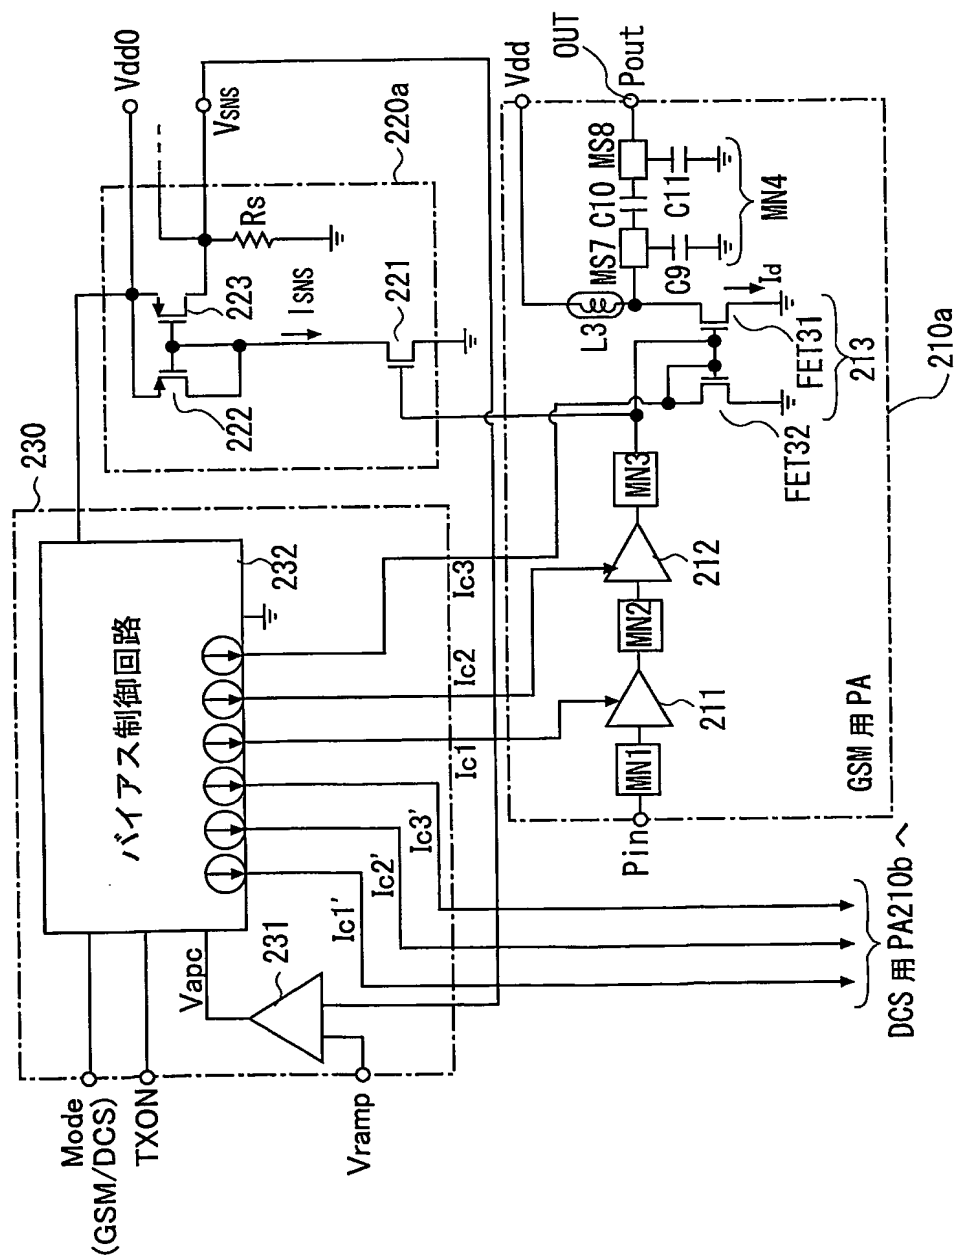 230
バイアス制御回路
232
Mode
(GSM/DCS)
TXON
Vapc
231
Vramp
Ic1'
Ic2'
Ic3'
Ic1
Ic2
Ic3
Vdd0
VSNS
220a
222
223
Rs
ISNS
221
Vdd
OUT
Pout
L3
MS7
C10
MS8
C9
C11
MN4
Id
FET31
FET32
213
210a
Pin
MN1
211
MN2
212
MN3
GSM用PA
DCS用PA210bへ